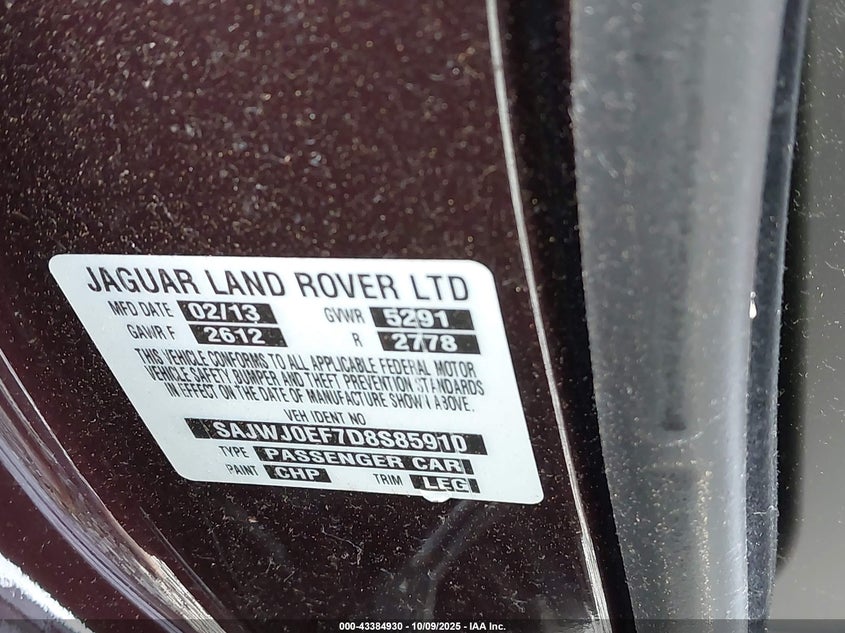 JAGUAR LAND ROVER LTD
MFD DATE 02/13 GVWR 5291
GAWR F 2612 R 2778
THIS VEHICLE CONFORMS TO ALL APPLICABLE FEDERAL MOTOR
VEHICLE SAFETY BUMPER AND THEFT PREVENTION STANDARDS
IN EFFECT ON THE DATE OF MANUFACTURE SHOWN ABOVE.
VEH IDENT NO
SAJWJ0EF7D8S85910
TYPE PASSENGER CAR
PAINT CHP TRIM LEG
000-43384930 - 10/09/2025 - IAA Inc.